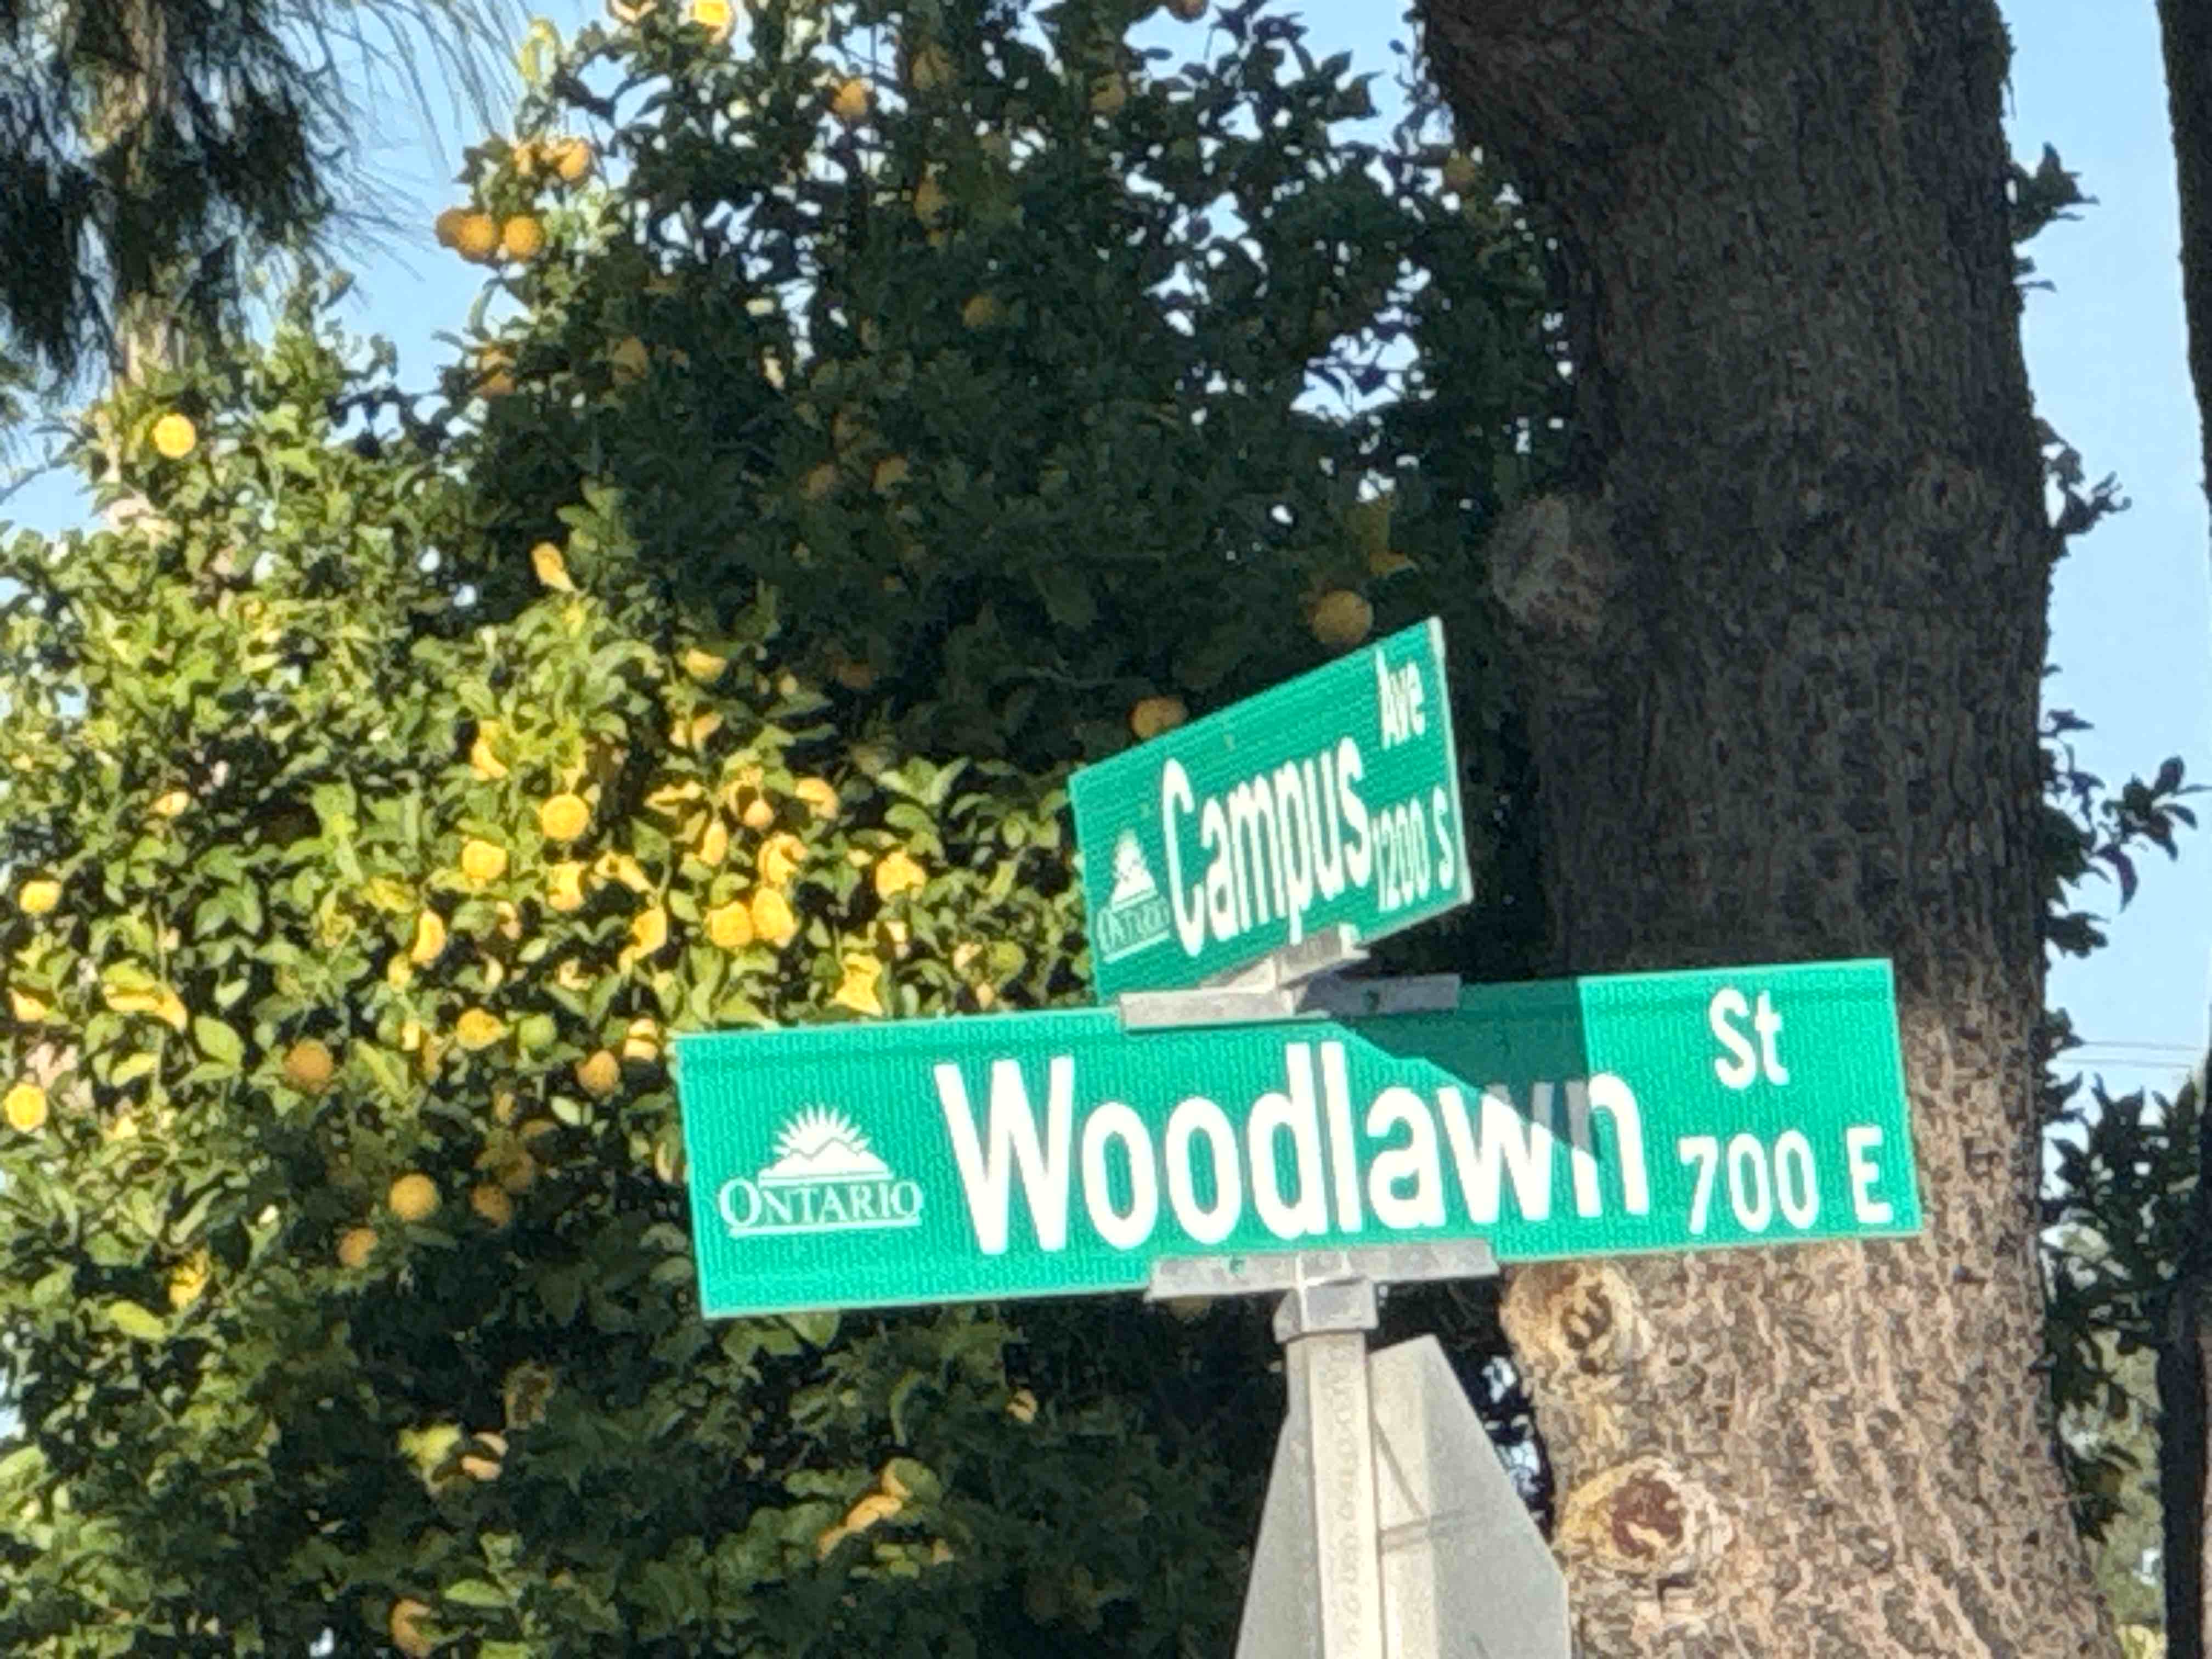 Ave
Campus
1200 S
ONTARIO
St
Woodlawn
700 E
ONTARIO